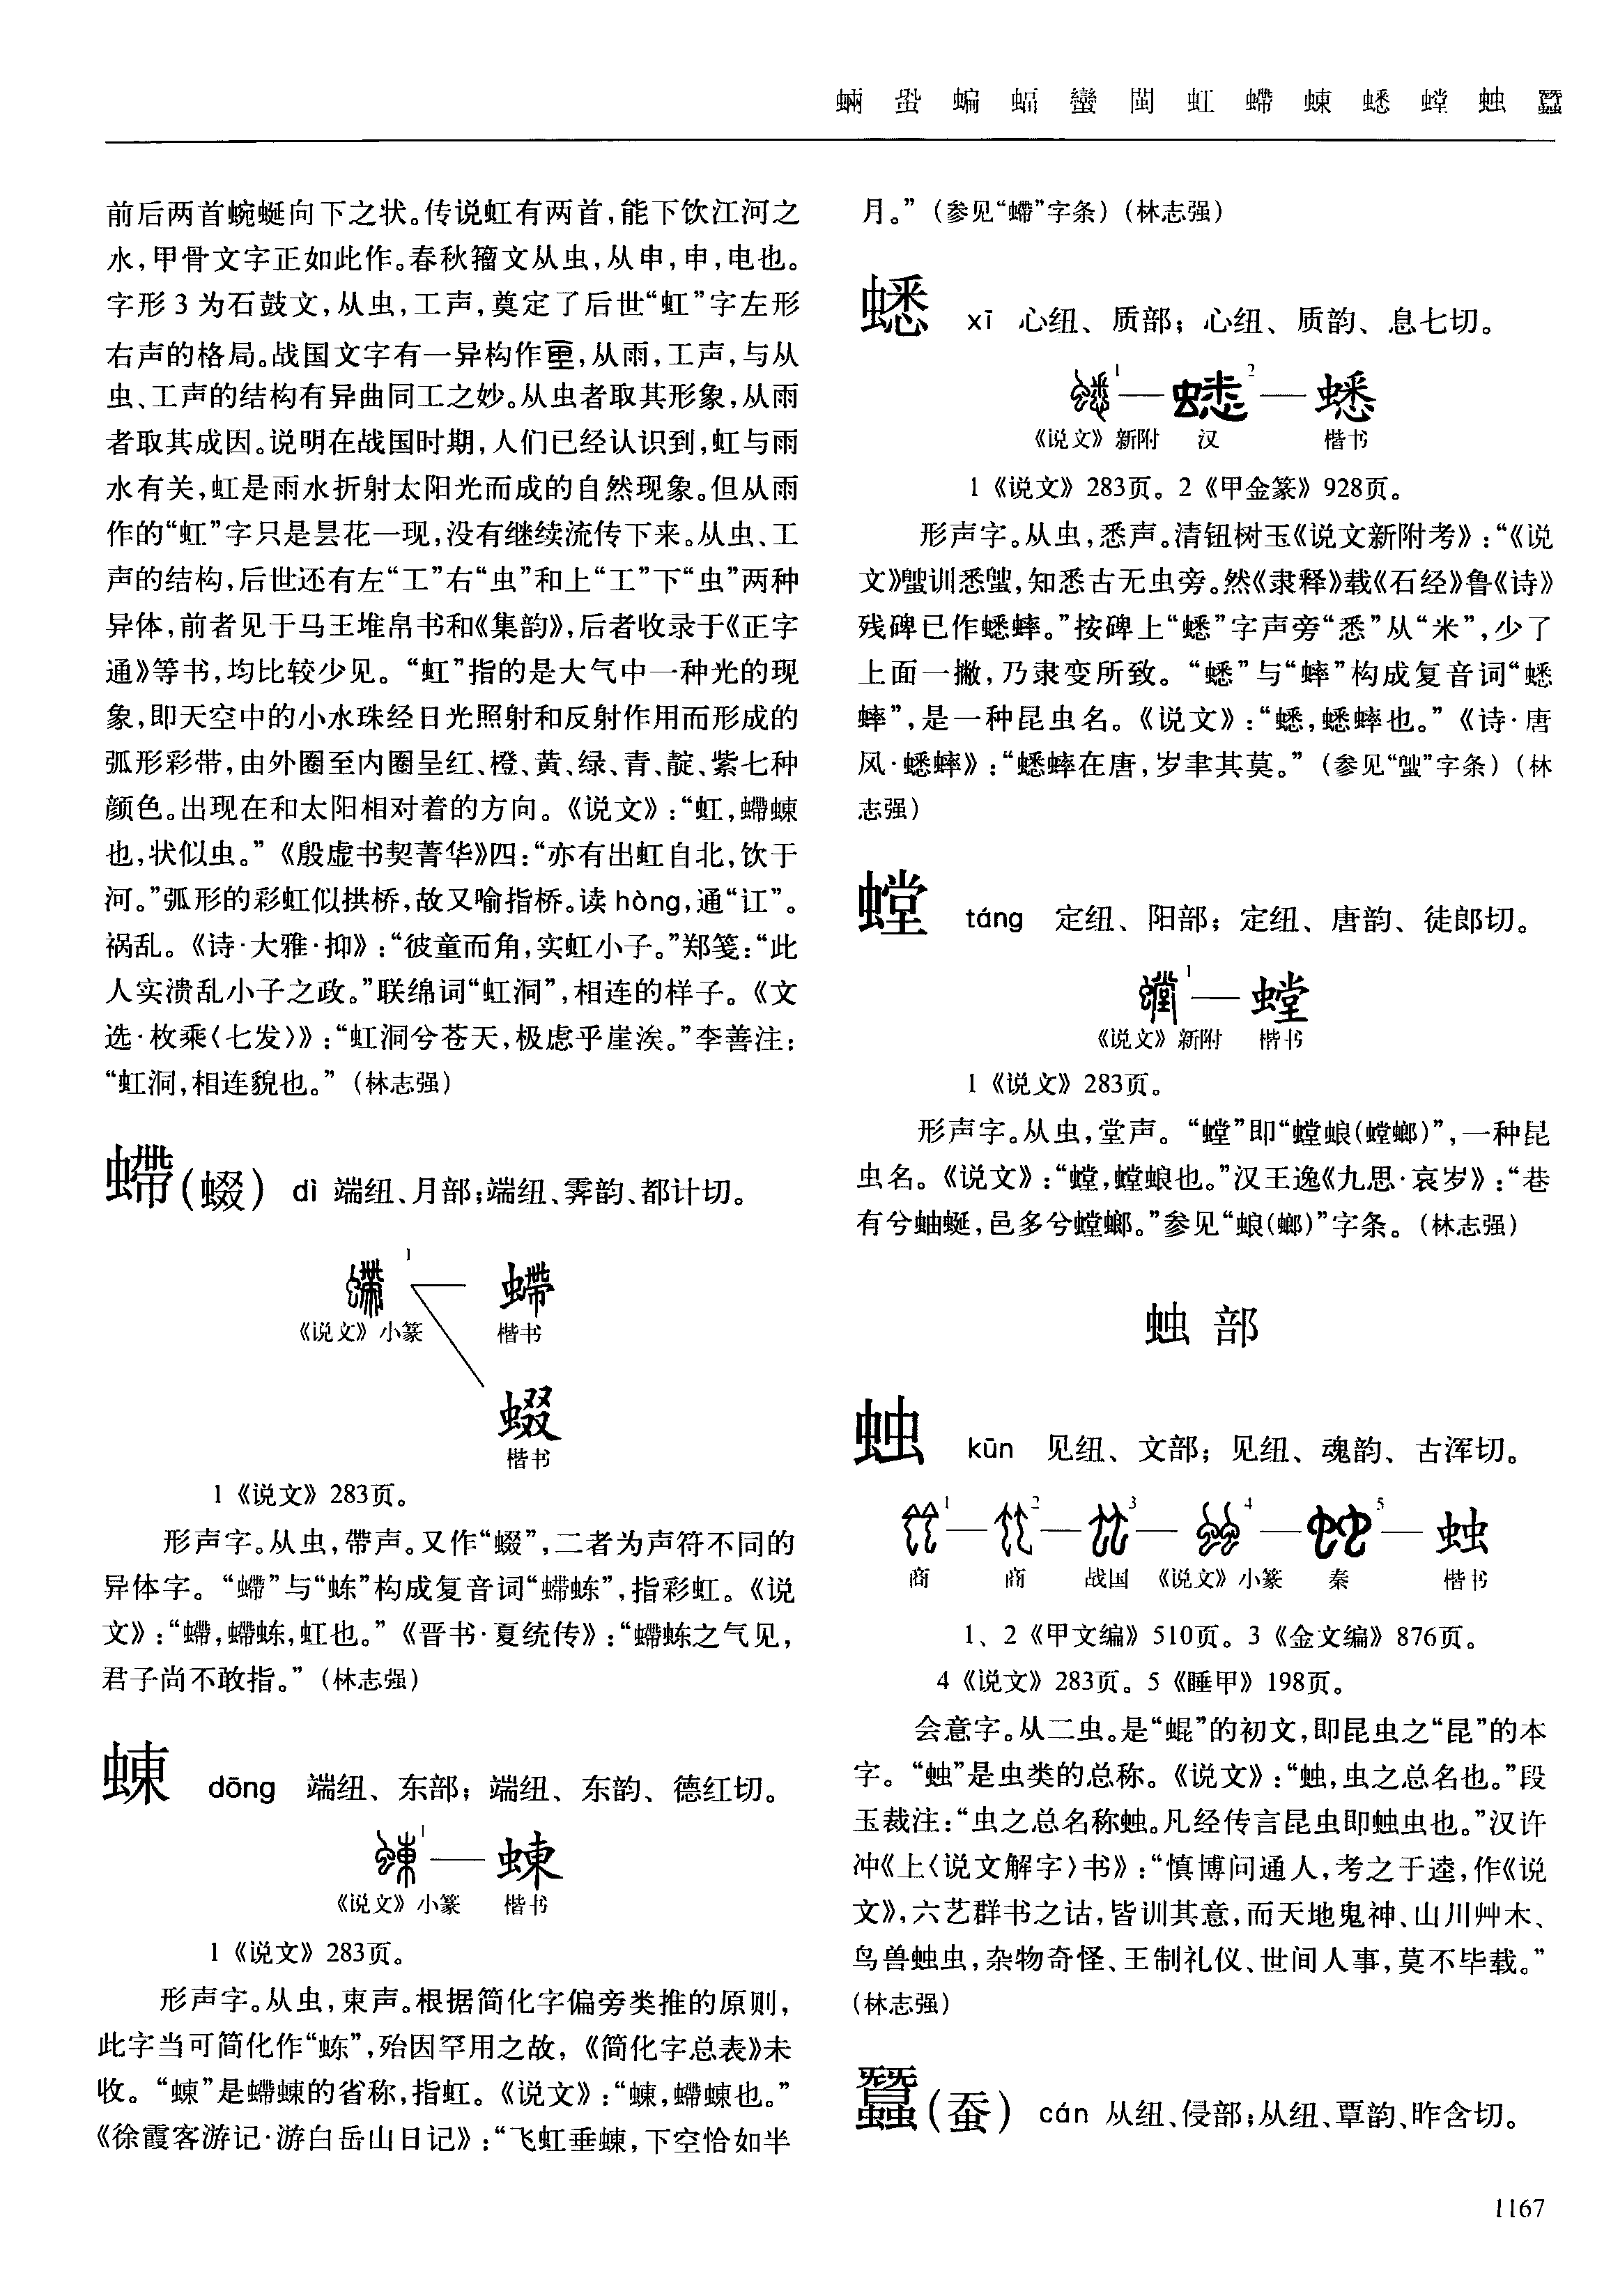 蜽 蛩 蝙 蝠 蠻 閩 虹 螮 蝀 蟋 螳 䖵 蠶
前后两首蜿蜒向下之状。传说虹有两首,能下饮江河之
水,甲骨文字正如此作。春秋籀文从虫,从申,申,电也。
字形3为石鼓文,从虫,工声,奠定了后世“虹”字左形
右声的格局。战国文字有一异构作,从雨,工声,与从
虫、工声的结构有异曲同工之妙。从虫者取其形象,从雨
者取其成因。说明在战国时期,人们已经认识到,虹与雨
水有关,虹是雨水折射太阳光而成的自然现象。但从雨
作的“虹”字只是昙花一现,没有继续流传下来。从虫、工
声的结构,后世还有左“工”右“虫”和上“工”下“虫”两种
异体,前者见于马王堆帛书和《集韵》,后者收录于《正字
通》等书,均比较少见。“虹”指的是大气中一种光的现
象,即天空中的小水珠经日光照射和反射作用而形成的
弧形彩带,由外圈至内圈呈红、橙、黄、绿、青、靛、紫七种
颜色。出现在和太阳相对着的方向。《说文》:“虹,螮蝀
也,状似虫。”《殷虚书契菁华》四:“亦有出虹自北,饮于
河。”弧形的彩虹似拱桥,故又喻指桥。读hòng,通“讧”。
祸乱。《诗·大雅·抑》:“彼童而角,实虹小子。”郑笺:“此
人实溃乱小子之政。”联绵词“虹洞”,相连的样子。《文
选·枚乘〈七发〉》:“虹洞兮苍天,极虑乎崖涘。”李善注:
“虹洞,相连貌也。”(林志强)
螮(蝃) dì 端纽、月部;端纽、霁韵、都计切。
1
螮
《说文》小篆 楷书
蝃
楷书
1《说文》283页。
形声字。从虫,帶声。又作“蝃”,二者为声符不同的
异体字。“螮”与“𬟽”构成复音词“螮𬟽”,指彩虹。《说
文》:“螮,螮𬟽,虹也。”《晋书·夏统传》:“螮𬟽之气见,
君子尚不敢指。”(林志强)
蝀 dōng 端纽、东部;端纽、东韵、德红切。
1—蝀
《说文》小篆 楷书
1《说文》283页。
形声字。从虫,東声。根据简化字偏旁类推的原则,
此字当可简化作“𬟽”,殆因罕用之故,《简化字总表》未
收。“蝀”是螮蝀的省称,指虹。《说文》:“蝀,螮蝀也。”
《徐霞客游记·游白岳山日记》:“飞虹垂蝀,下空恰如半
月。”(参见“螮”字条)(林志强)
蟋 xī 心纽、质部;心纽、质韵、息七切。
1—2—蟋
《说文》新附 汉 楷书
1《说文》283页。2《甲金篆》928页。
形声字。从虫,悉声。清钮树玉《说文新附考》:“《说
文》𧍓训悉𧍓,知悉古无虫旁。然《隶释》载《石经》鲁《诗》
残碑已作蟋蟀。”按碑上“蟋”字声旁“悉”从“米”,少了
上面一撇,乃隶变所致。“蟋”与“蟀”构成复音词“蟋
蟀”,是一种昆虫名。《说文》:“蟋,蟋蟀也。”《诗·唐
风·蟋蟀》:“蟋蟀在唐,岁聿其莫。”(参见“𧍓”字条)(林
志强)
螳 táng 定纽、阳部;定纽、唐韵、徒郎切。
1—螳
《说文》新附 楷书
1《说文》283页。
形声字。从虫,堂声。“螳”即“螳蜋(螳螂)”,一种昆
虫名。《说文》:“螳,螳蜋也。”汉王逸《九思·哀岁》:“巷
有兮蚰蜒,邑多兮螳螂。”参见“蜋(螂)”字条。(林志强)
䖵 部
䖵 kūn 见纽、文部;见纽、魂韵、古浑切。
1—2—3—4—5—䖵
商 商 战国 《说文》小篆 秦 楷书
1、2《甲文编》510页。3《金文编》876页。
4《说文》283页。5《睡甲》198页。
会意字。从二虫。是“蜫”的初文,即昆虫之“昆”的本
字。“䖵”是虫类的总称。《说文》:“䖵,虫之总名也。”段
玉裁注:“虫之总名称䖵。凡经传言昆虫即䖵虫也。”汉许
冲《上〈说文解字〉书》:“慎博问通人,考之于逵,作《说
文》,六艺群书之诂,皆训其意,而天地鬼神、山川艸木、
鸟兽䖵虫,杂物奇怪、王制礼仪、世间人事,莫不毕载。”
(林志强)
蠶(蚕) cán 从纽、侵部;从纽、覃韵、昨含切。
1167